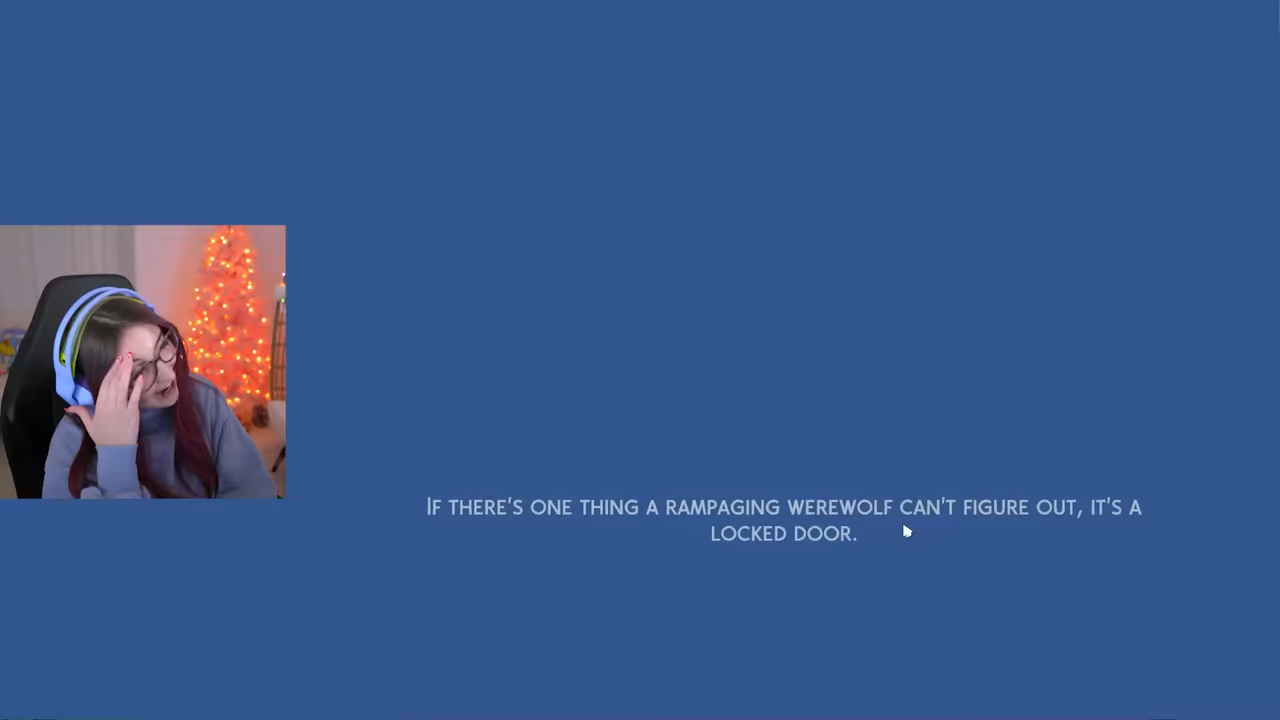 IF THERE'S ONE THING A RAMPAGING WEREWOLF CAN'T FIGURE OUT, IT'S A
LOCKED DOOR.